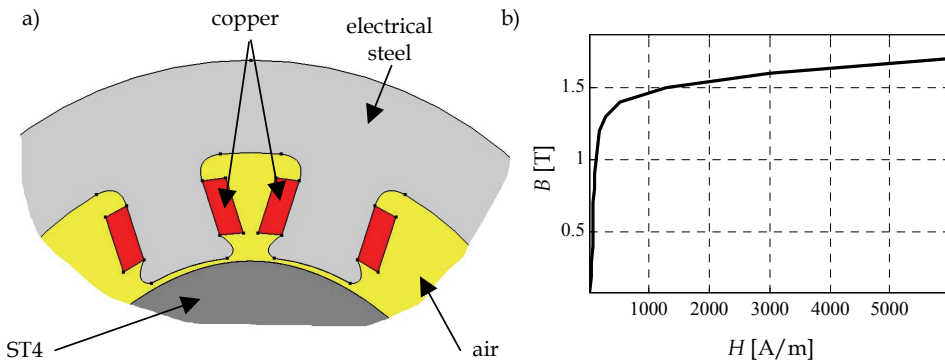 a)
copper
electrical
steel
ST4
air
b)
B [T]
1.5
1
0.5
1000 2000 3000 4000 5000
H [A/m]